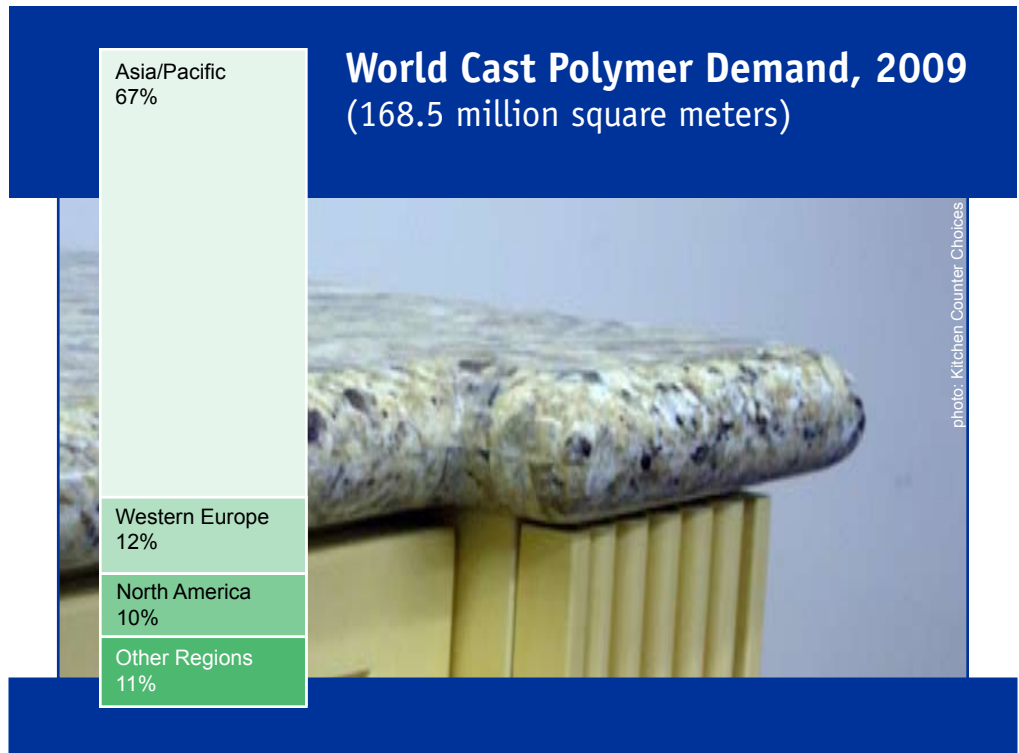 World Cast Polymer Demand, 2009
(168.5 million square meters)
Asia/Pacific
67%
Western Europe
12%
North America
10%
Other Regions
11%
photo: Kitchen Counter Choices